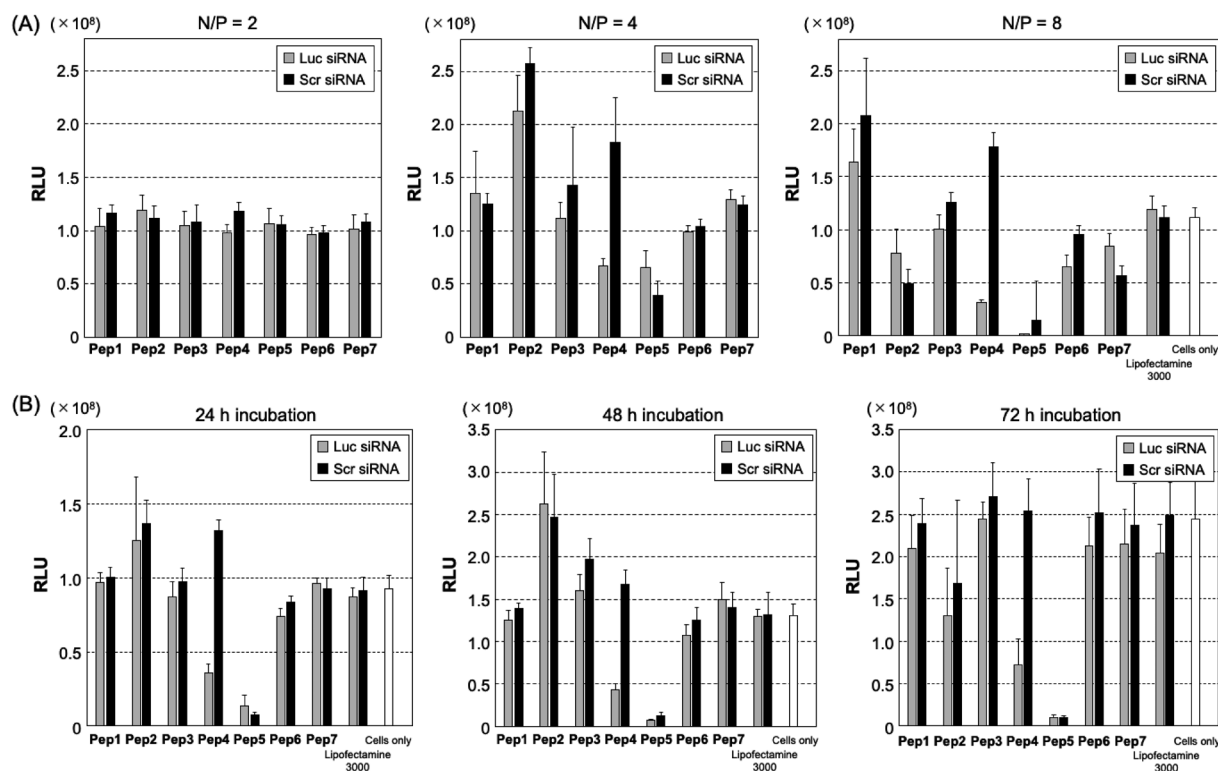 (A)
(×10⁸)
N/P = 2
Luc siRNA
Scr siRNA
RLU
2.5
2.0
1.5
1.0
0.5
0
Pep1 Pep2 Pep3 Pep4 Pep5 Pep6 Pep7
(×10⁸)
N/P = 4
Luc siRNA
Scr siRNA
RLU
2.5
2.0
1.5
1.0
0.5
0
Pep1 Pep2 Pep3 Pep4 Pep5 Pep6 Pep7
(×10⁸)
N/P = 8
Luc siRNA
Scr siRNA
RLU
2.5
2.0
1.5
1.0
0.5
0
Pep1 Pep2 Pep3 Pep4 Pep5 Pep6 Pep7
Cells only
Lipofectamine
3000
(B)
(×10⁸)
24 h incubation
Luc siRNA
Scr siRNA
RLU
2.0
1.5
1.0
0.5
0
Pep1 Pep2 Pep3 Pep4 Pep5 Pep6 Pep7
Cells only
Lipofectamine
3000
(×10⁸)
48 h incubation
Luc siRNA
Scr siRNA
RLU
3.5
3.0
2.5
2.0
1.5
1.0
0.5
0
Pep1 Pep2 Pep3 Pep4 Pep5 Pep6 Pep7
Cells only
Lipofectamine
3000
(×10⁸)
72 h incubation
Luc siRNA
Scr siRNA
RLU
3.5
3.0
2.5
2.0
1.5
1.0
0.5
0
Pep1 Pep2 Pep3 Pep4 Pep5 Pep6 Pep7
Cells only
Lipofectamine
3000